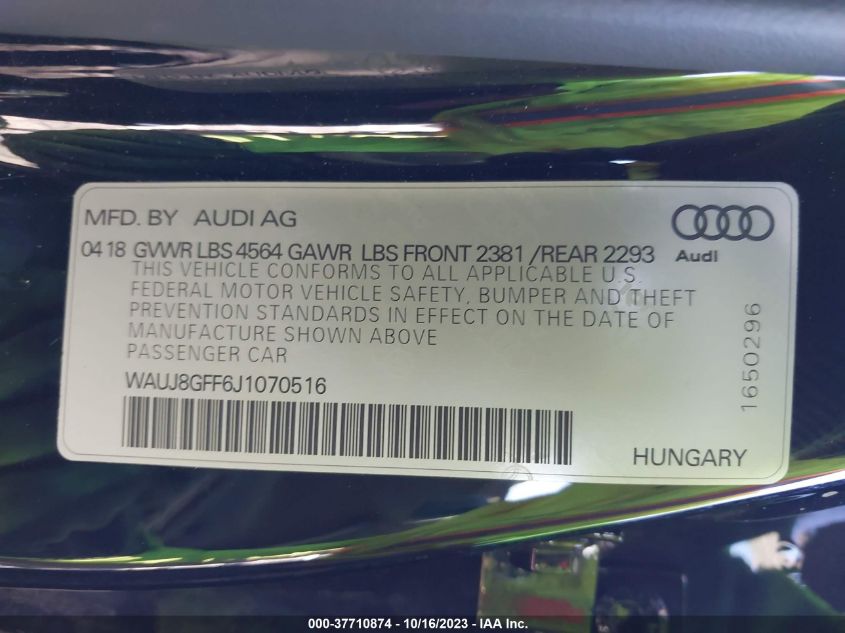 MFD. BY AUDI AG
04 18 GVWR LBS 4564 GAWR LBS FRONT 2381 /REAR 2293
Audi
THIS VEHICLE CONFORMS TO ALL APPLICABLE U.S.
FEDERAL MOTOR VEHICLE SAFETY, BUMPER AND THEFT
PREVENTION STANDARDS IN EFFECT ON THE DATE OF
MANUFACTURE SHOWN ABOVE
PASSENGER CAR
WAUJ8GFF6J1070516
1650296
HUNGARY
000-37710874 - 10/16/2023 - IAA Inc.